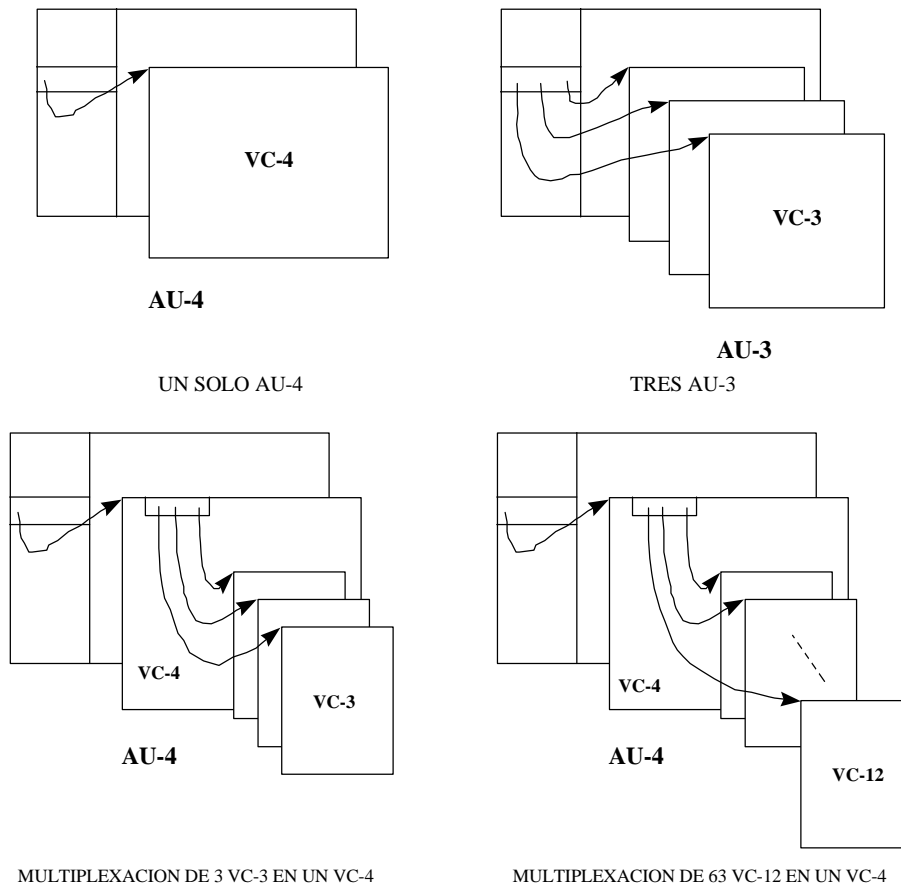 VC-4
VC-3
AU-4
AU-3
UN SOLO AU-4
TRES AU-3
VC-4
VC-3
AU-4
VC-4
VC-12
AU-4
MULTIPLEXACION DE 3 VC-3 EN UN VC-4
MULTIPLEXACION DE 63 VC-12 EN UN VC-4